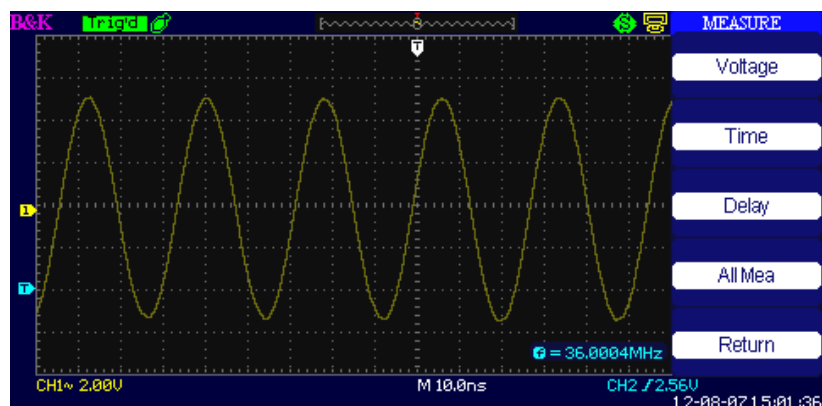 B&K Trig'd S MEASURE
T
Voltage
Time
1
Delay
T
All Mea
f = 36.0004MHz
Return
CH1~ 2.00V M 10.0ns CH2 2.56V
12-08-07 15:01:36